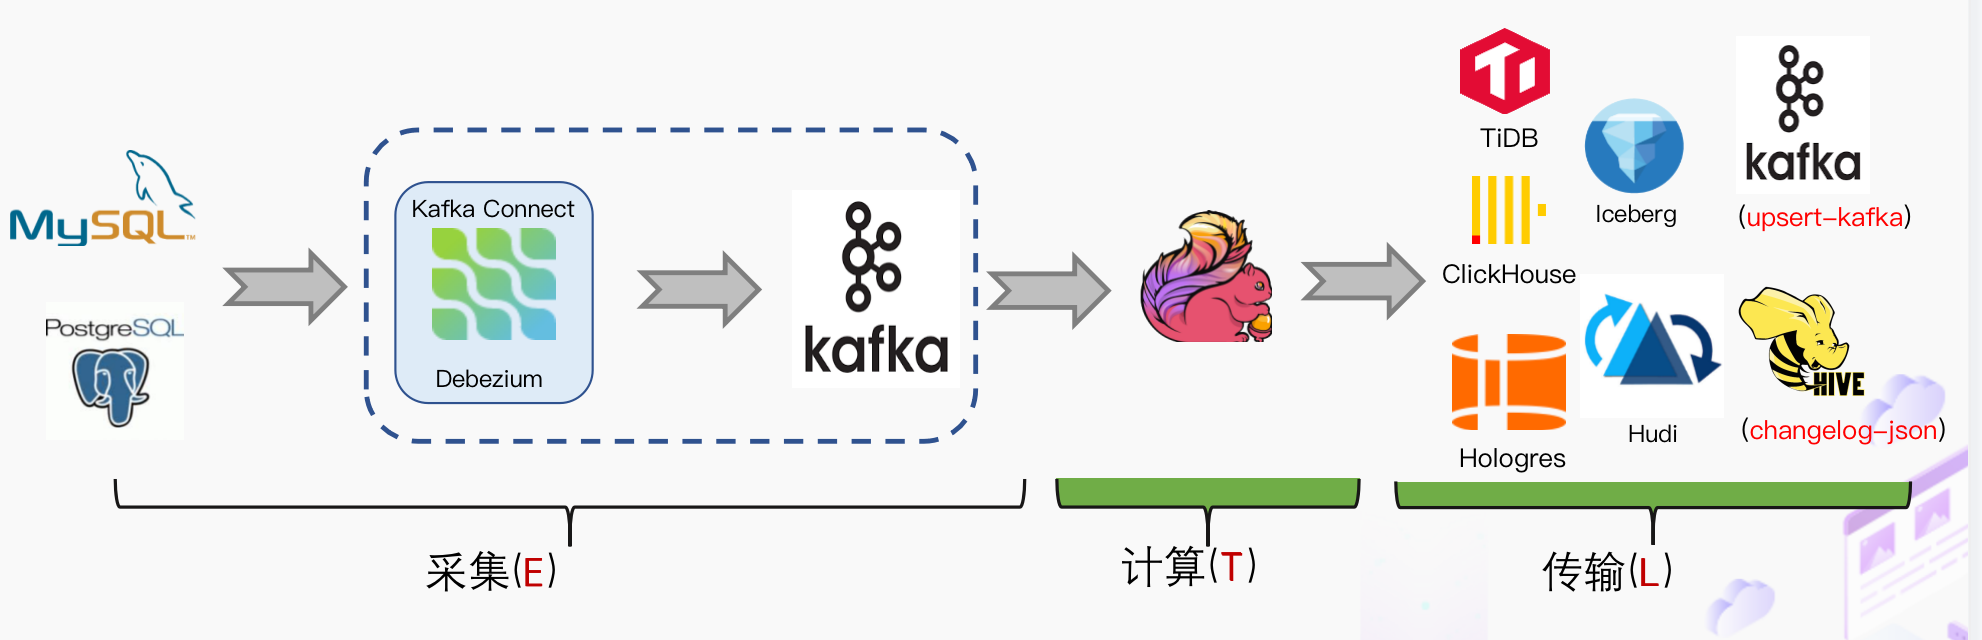 MySQL™
PostgreSQL
Kafka Connect
Debezium
kafka
TiDB
ClickHouse
Hologres
Iceberg
Hudi
kafka
(upsert-kafka)
HIVE
(changelog-json)
采集(E)
计算(T)
传输(L)